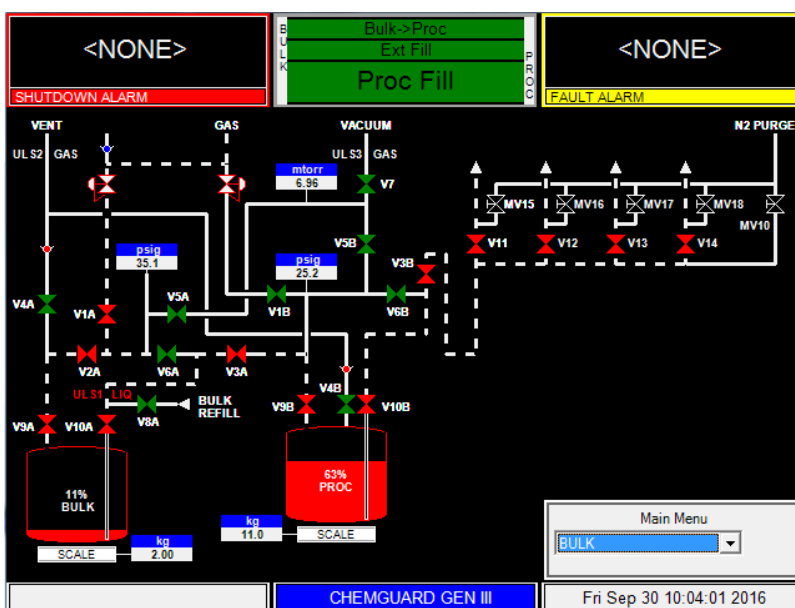 <NONE>
SHUTDOWN ALARM
BULK
Bulk->Proc
Ext Fill
Proc Fill
PROC
<NONE>
FAULT ALARM
VENT
GAS
VACUUM
N2 PURGE
ULS2 GAS
ULS3 GAS
mtorr
6.96
V7
MV15
MV16
MV17
MV18
MV10
V5B
V11
V12
V13
V14
psig
35.1
psig
25.2
V3B
V4A
V1A
V5A
V1B
V6B
V2A
V6A
V3A
ULS1 LIQ
V4B
V9A
V10A
V8A
BULK
REFILL
V9B
V10B
11%
BULK
63%
PROC
SCALE
kg
2.00
kg
11.0
SCALE
Main Menu
BULK
CHEMGUARD GEN III
Fri Sep 30 10:04:01 2016